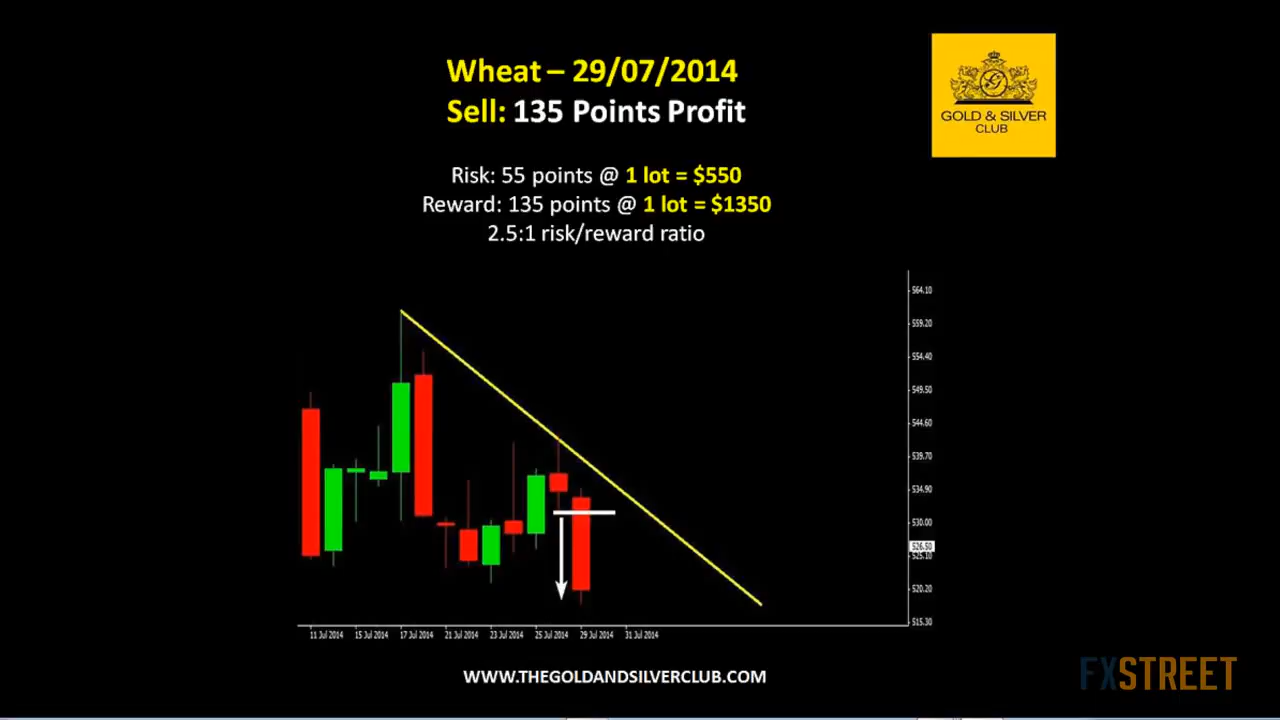 Wheat – 29/07/2014
Sell: 135 Points Profit
GOLD & SILVER
CLUB
Risk: 55 points @ 1 lot = $550
Reward: 135 points @ 1 lot = $1350
2.5:1 risk/reward ratio
564.10
559.20
554.40
549.50
544.60
539.70
534.90
530.00
526.50
525.10
520.20
515.30
11 Jul 2014 15 Jul 2014 17 Jul 2014 21 Jul 2014 23 Jul 2014 25 Jul 2014 29 Jul 2014 31 Jul 2014
WWW.THEGOLDANDSILVERCLUB.COM
FXSTREET